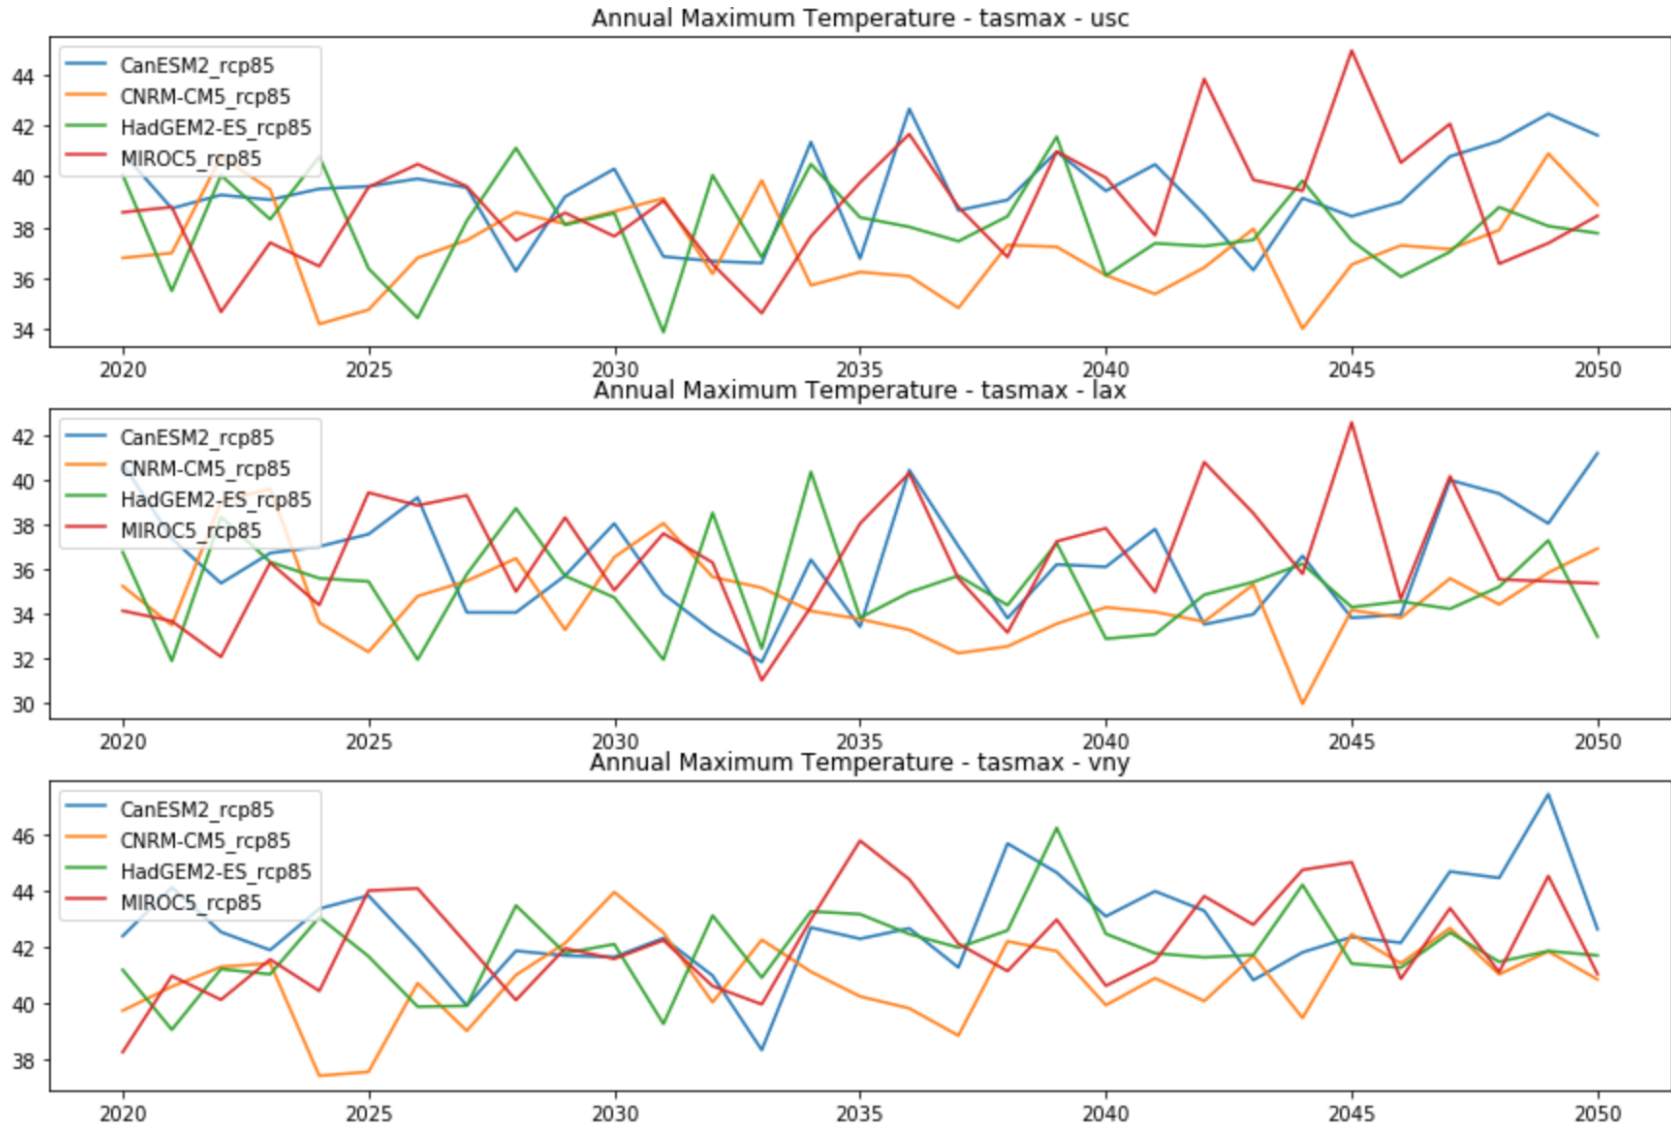 Annual Maximum Temperature - tasmax - usc
CanESM2_rcp85
CNRM-CM5_rcp85
HadGEM2-ES_rcp85
MIROC5_rcp85
44
42
40
38
36
34
2020 2025 2030 2035 2040 2045 2050
Annual Maximum Temperature - tasmax - lax
CanESM2_rcp85
CNRM-CM5_rcp85
HadGEM2-ES_rcp85
MIROC5_rcp85
42
40
38
36
34
32
30
2020 2025 2030 2035 2040 2045 2050
Annual Maximum Temperature - tasmax - vny
CanESM2_rcp85
CNRM-CM5_rcp85
HadGEM2-ES_rcp85
MIROC5_rcp85
46
44
42
40
38
2020 2025 2030 2035 2040 2045 2050